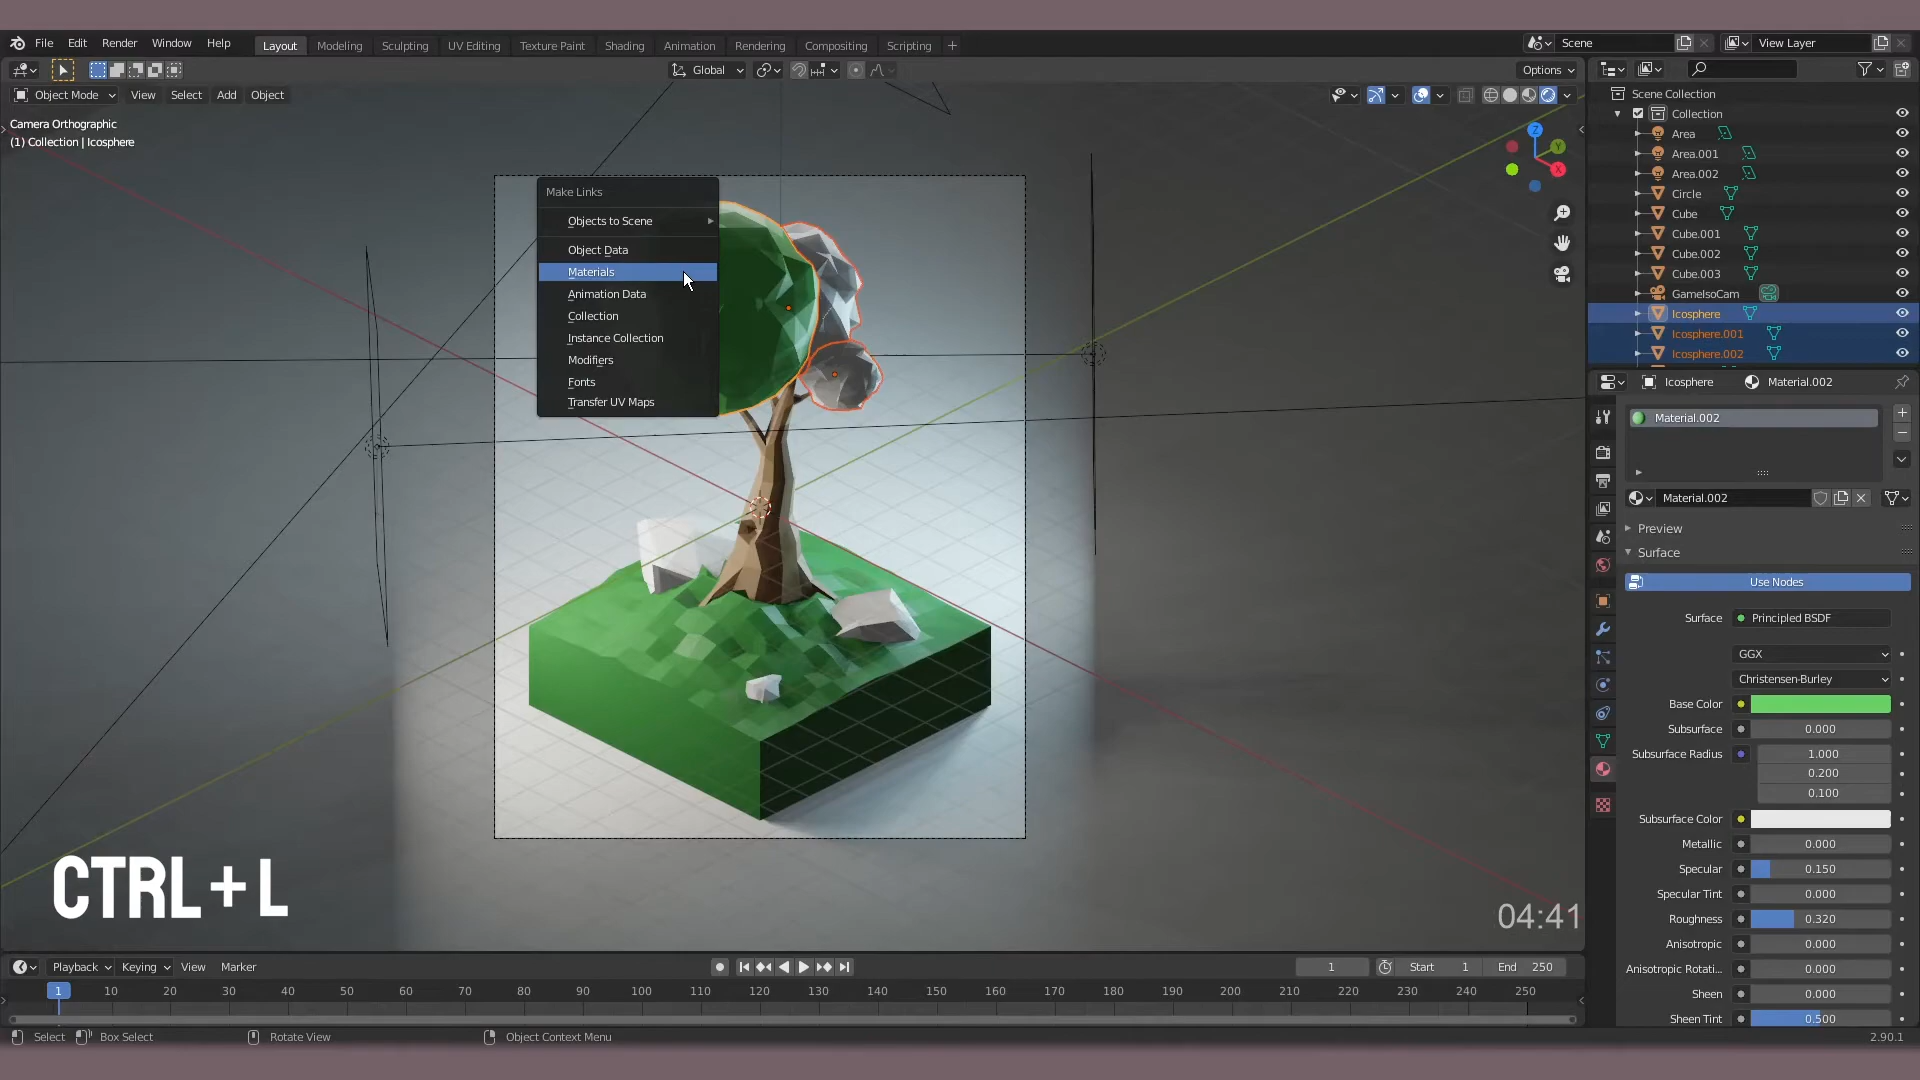 File Edit Render Window Help Layout Modeling Sculpting UV Editing Texture Paint Shading Animation Rendering Compositing Scripting + Scene View Layer
Global Options
Object Mode View Select Add Object
Camera Orthographic
(1) Collection | Icosphere
Z
Y
X
Make Links
Objects to Scene
Object Data
Materials
Animation Data
Collection
Instance Collection
Modifiers
Fonts
Transfer UV Maps
CTRL+L
04:41
Scene Collection
Collection
Area
Area.001
Area.002
Circle
Cube
Cube.001
Cube.002
Cube.003
GameIsoCam
Icosphere
Icosphere.001
Icosphere.002
Icosphere Material.002
Material.002
Material.002
Preview
Surface
Use Nodes
Surface Principled BSDF
GGX
Christensen-Burley
Base Color
Subsurface 0.000
Subsurface Radius 1.000
0.200
0.100
Subsurface Color
Metallic 0.000
Specular 0.150
Specular Tint 0.000
Roughness 0.320
Anisotropic 0.000
Anisotropic Rotati... 0.000
Sheen 0.000
Sheen Tint 0.500
Playback Keying View Marker 1 Start 1 End 250
1 10 20 30 40 50 60 70 80 90 100 110 120 130 140 150 160 170 180 190 200 210 220 230 240 250
Select Box Select Rotate View Object Context Menu 2.90.1